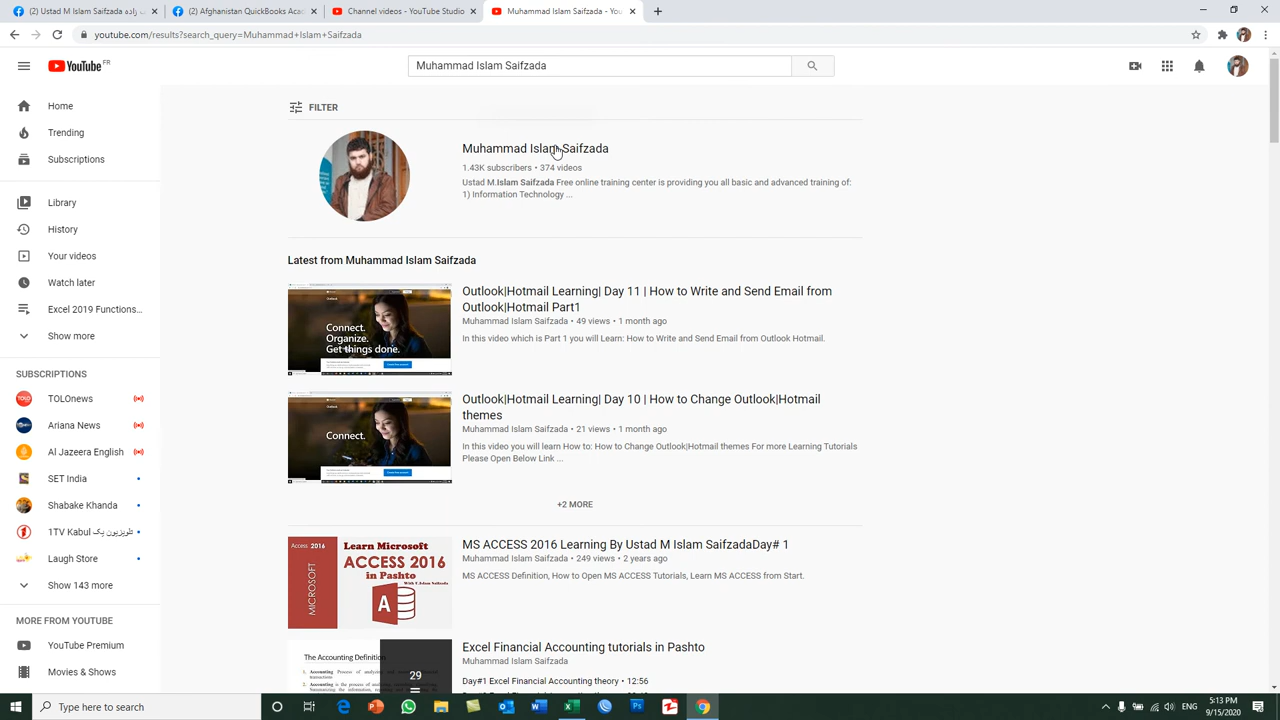 (2) Ustad M Islam Saifzada زاده
(2) Afghanistan QuickBook Acade
Channel videos - YouTube Studio
Muhammad Islam Saifzada - You
youtube.com/results?search_query=Muhammad+Islam+Saifzada
YouTube FR
Muhammad Islam Saifzada
Home
Trending
Subscriptions
Library
History
Your videos
Watch later
Excel 2019 Functions...
Show more
SUBSCRIPTIONS
TOLOnews
Ariana News
Al Jazeera English
SET India
Shabake Khanda
1TV Kabul تلویزیون یک
Laugh Store
Show 143 more
MORE FROM YOUTUBE
YouTube Premium
Movies & Shows
FILTER
Muhammad Islam Saifzada
1.43K subscribers • 374 videos
Ustad M.Islam Saifzada Free online training center is providing you all basic and advanced training of:
1) Information Technology ...
Latest from Muhammad Islam Saifzada
Connect.
Organize.
Get things done.
Outlook|Hotmail Learning| Day 11 | How to Write and Send Email from
Outlook|Hotmail Part1
Muhammad Islam Saifzada • 49 views • 1 month ago
In this video which is Part 1 you will Learn: How to Write and Send Email from Outlook Hotmail.
Connect.
Outlook|Hotmail Learning| Day 10 | How to Change Outlook|Hotmail
themes
Muhammad Islam Saifzada • 21 views • 1 month ago
In this video you will learn How to: How to Change Outlook|Hotmail themes For more Learning Tutorials
Please Open Below Link ...
+2 MORE
Access 2016
MICROSOFT
Learn Microsoft
ACCESS 2016
in Pashto
With U.Islam Saifzada
A
MS ACCESS 2016 Learning By Ustad M Islam SaifzadaDay# 1
Muhammad Islam Saifzada • 249 views • 2 years ago
MS ACCESS Definition, How to Open MS ACCESS Tutorials, Learn MS ACCESS from Start.
The Accounting Definition
29
Excel Financial Accounting tutorials in Pashto
Muhammad Islam Saifzada
Day#1 Excel Financial Accounting theory • 12:56
Type here to search
ENG
5:13 PM
9/15/2020